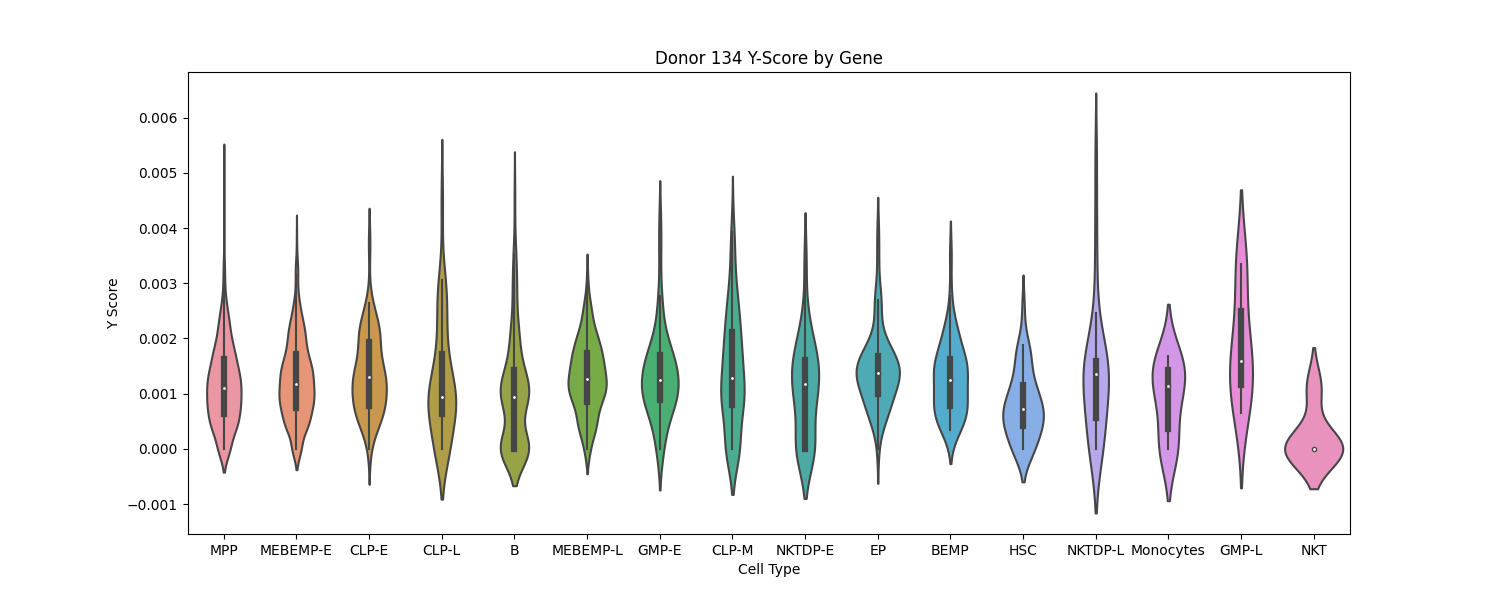 Donor 134 Y-Score by Gene
Y Score
0.006
0.005
0.004
0.003
0.002
0.001
0.000
−0.001
MPP MEBEMP-E CLP-E CLP-L B MEBEMP-L GMP-E CLP-M NKTDP-E EP BEMP HSC NKTDP-L Monocytes GMP-L NKT
Cell Type